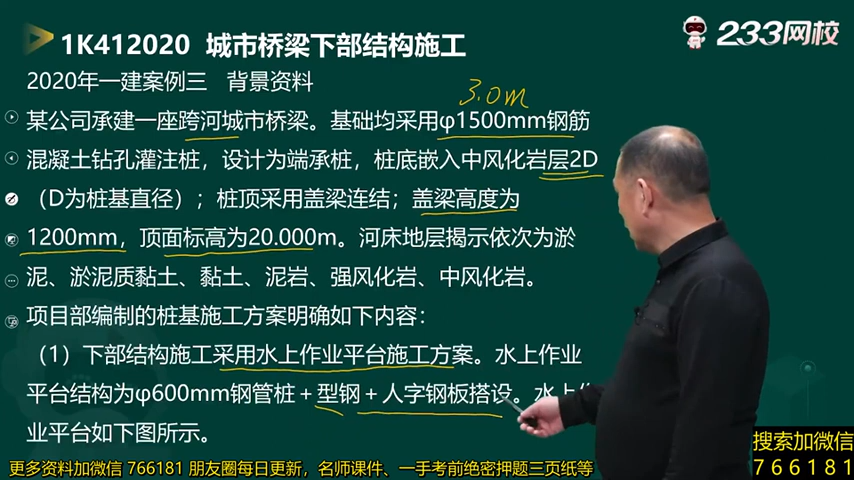 1K412020 城市桥梁下部结构施工
233网校
2020年一建案例三 背景资料
3.0m
某公司承建一座跨河城市桥梁。基础均采用φ1500mm钢筋
混凝土钻孔灌注桩，设计为端承桩，桩底嵌入中风化岩层2D
（D为桩基直径）；桩顶采用盖梁连结；盖梁高度为
1200mm，顶面标高为20.000m。河床地层揭示依次为淤
泥、淤泥质黏土、黏土、泥岩、强风化岩、中风化岩。
项目部编制的桩基施工方案明确如下内容：
（1）下部结构施工采用水上作业平台施工方案。水上作业
平台结构为φ600mm钢管桩＋型钢＋人字钢板搭设。水上
业平台如下图所示。
搜索加微信
766181
更多资料加微信 766181 朋友圈每日更新，名师课件、一手考前绝密押题三页纸等